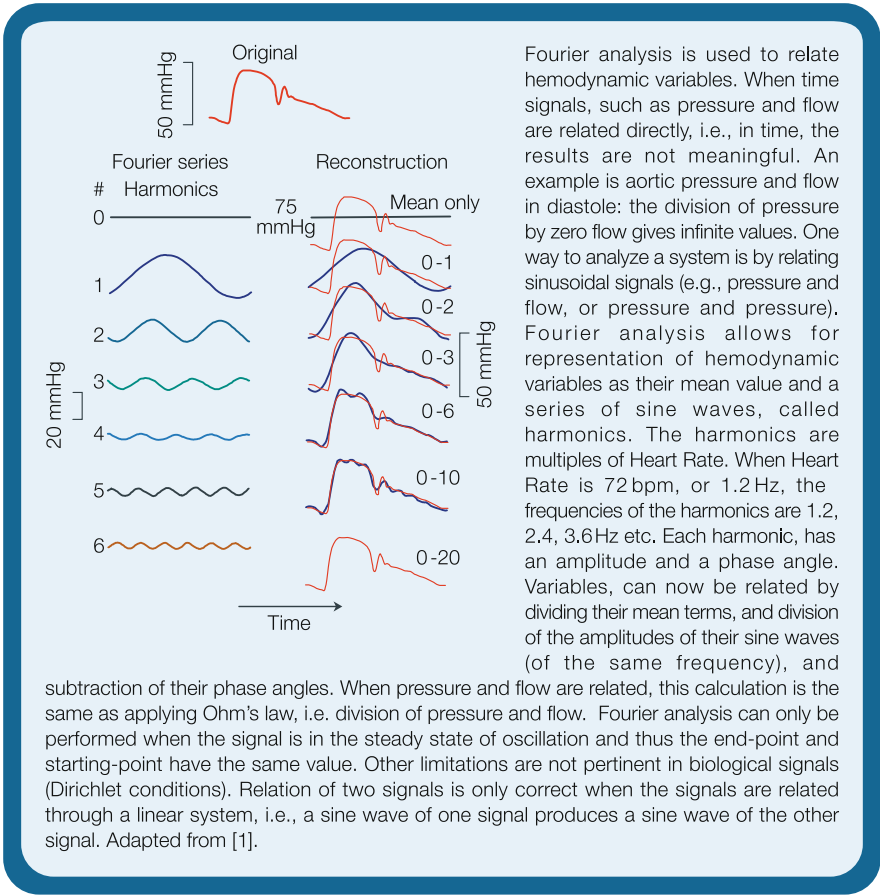 Original
50 mmHg
Fourier series
Harmonics
#
Reconstruction
0
75
mmHg
Mean only
1
0-1
2
0-2
3
0-3
50 mmHg
20 mmHg
4
0-6
5
0-10
6
0-20
Time
Fourier analysis is used to relate
hemodynamic variables. When time
signals, such as pressure and flow
are related directly, i.e., in time, the
results are not meaningful. An
example is aortic pressure and flow
in diastole: the division of pressure
by zero flow gives infinite values. One
way to analyze a system is by relating
sinusoidal signals (e.g., pressure and
flow, or pressure and pressure).
Fourier analysis allows for
representation of hemodynamic
variables as their mean value and a
series of sine waves, called
harmonics. The harmonics are
multiples of Heart Rate. When Heart
Rate is 72 bpm, or 1.2 Hz, the
frequencies of the harmonics are 1.2,
2.4, 3.6 Hz etc. Each harmonic, has
an amplitude and a phase angle.
Variables, can now be related by
dividing their mean terms, and division
of the amplitudes of their sine waves
(of the same frequency), and
subtraction of their phase angles. When pressure and flow are related, this calculation is the
same as applying Ohm's law, i.e. division of pressure and flow. Fourier analysis can only be
performed when the signal is in the steady state of oscillation and thus the end-point and
starting-point have the same value. Other limitations are not pertinent in biological signals
(Dirichlet conditions). Relation of two signals is only correct when the signals are related
through a linear system, i.e., a sine wave of one signal produces a sine wave of the other
signal. Adapted from [1].